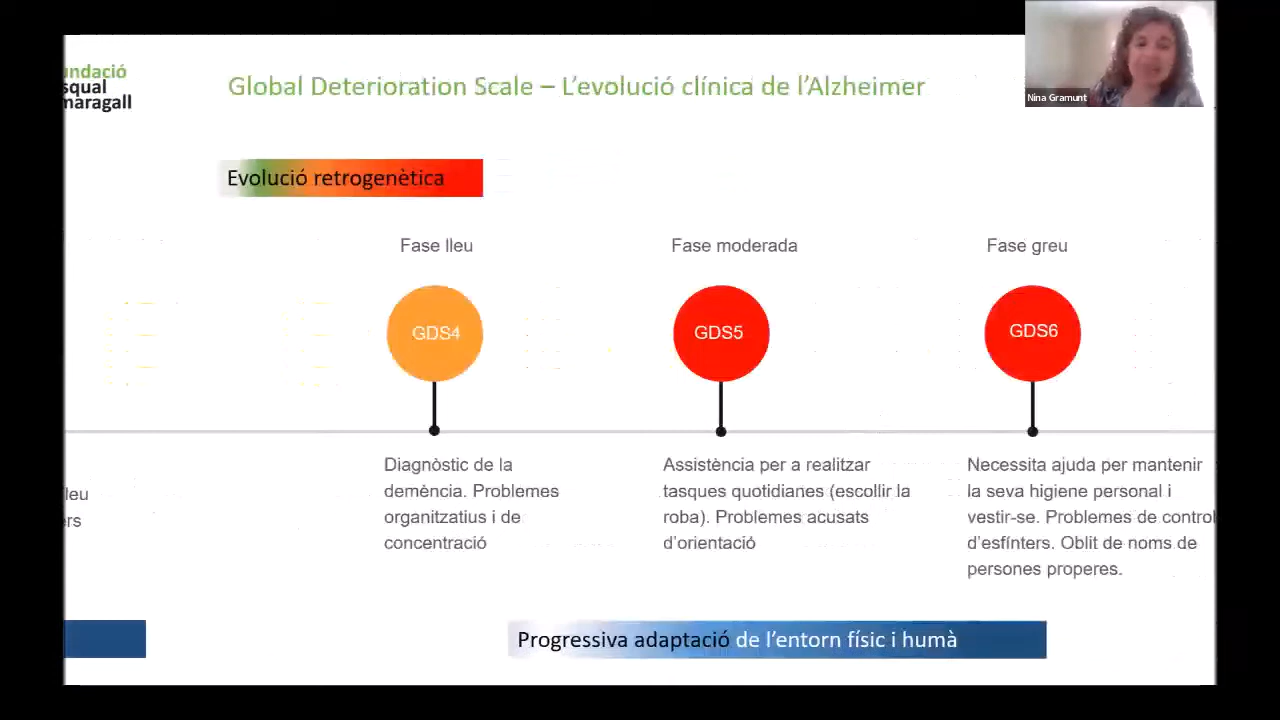 undació
squal
maragall
Global Deterioration Scale – L'evolució clínica de l'Alzheimer
Nina Gramunt
Evolució retrogenètica
Fase lleu
Fase moderada
Fase greu
GDS4
GDS5
GDS6
lleu
ers
Diagnòstic de la
demència. Problemes
organitzatius i de
concentració
Assistència per a realitzar
tasques quotidianes (escollir la
roba). Problemes acusats
d'orientació
Necessita ajuda per mantenir
la seva higiene personal i
vestir-se. Problemes de control
d'esfínters. Oblit de noms de
persones properes.
Progressiva adaptació de l'entorn físic i humà